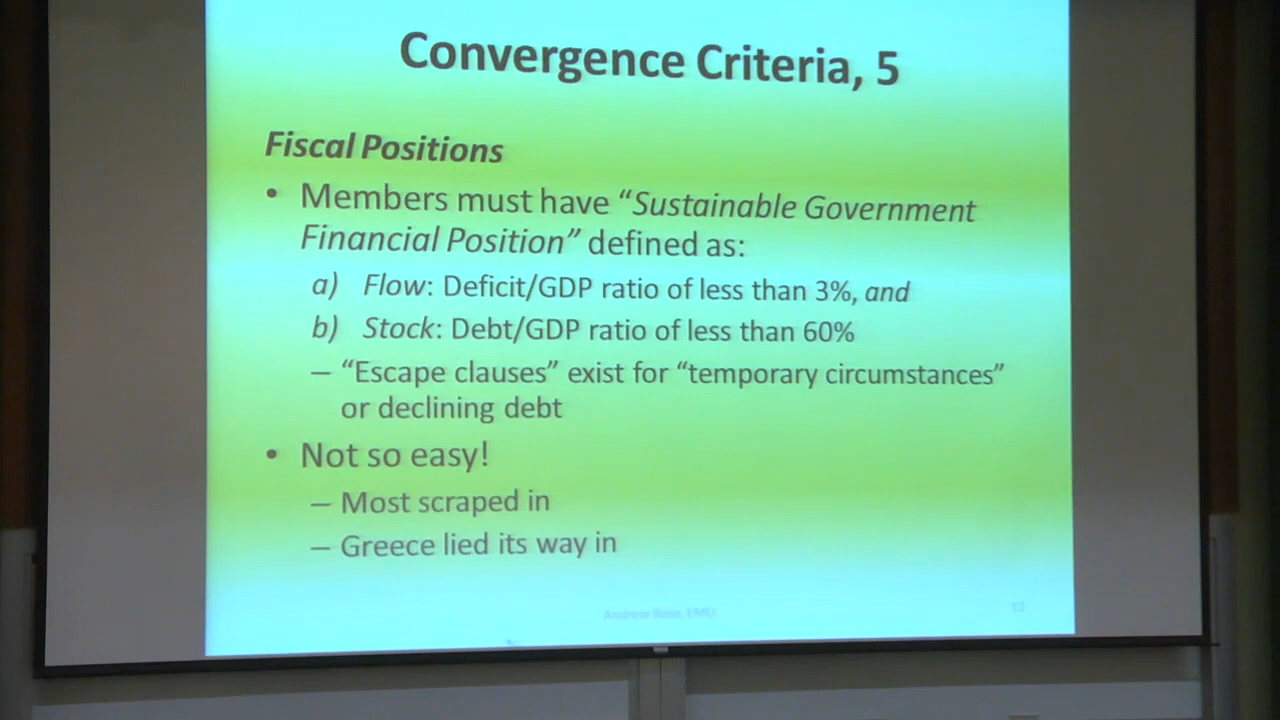 Convergence Criteria, 5
Fiscal Positions
• Members must have “Sustainable Government
Financial Position” defined as:
a) Flow: Deficit/GDP ratio of less than 3%, and
b) Stock: Debt/GDP ratio of less than 60%
– “Escape clauses” exist for “temporary circumstances”
or declining debt
• Not so easy!
– Most scraped in
– Greece lied its way in
Andrew Rose, EMU